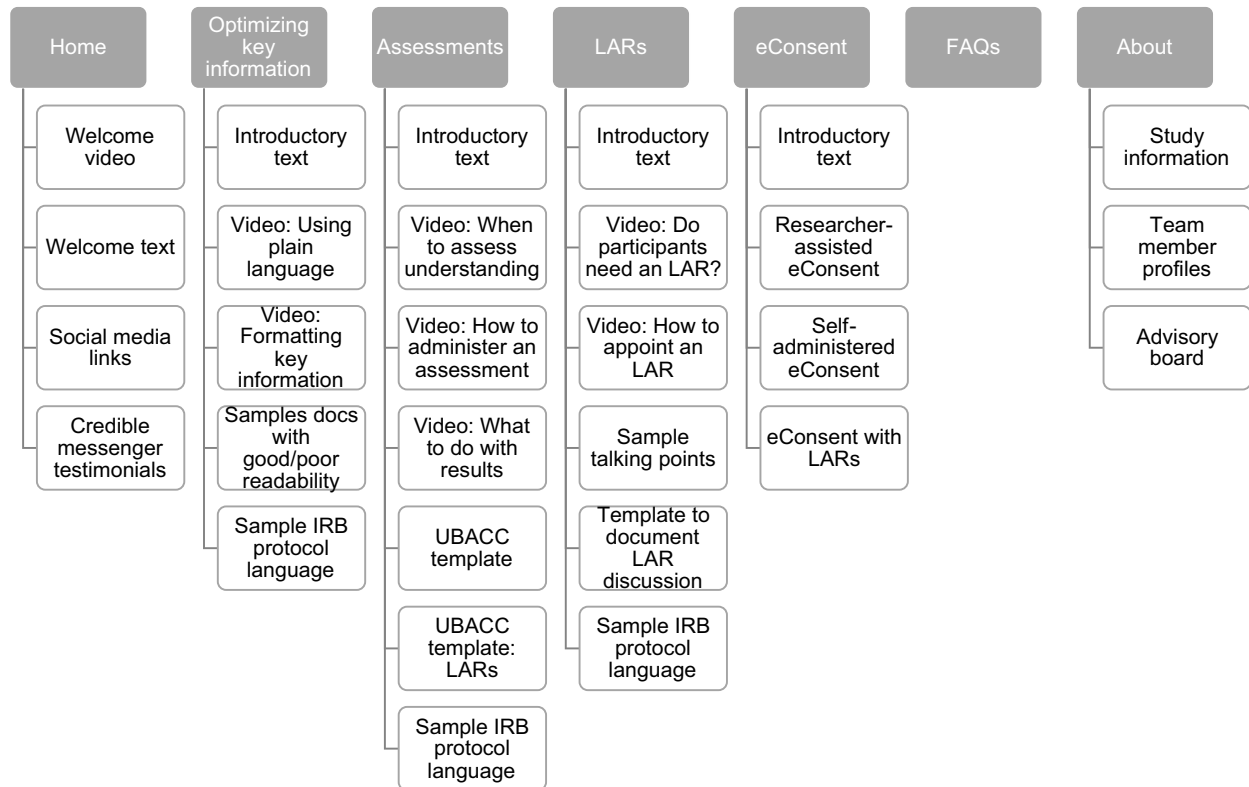 Home
Welcome
video
Welcome text
Social media
links
Credible
messenger
testimonials
Optimizing
key
information
Introductory
text
Video: Using
plain
language
Video:
Formatting
key
information
Samples docs
with
good/poor
readability
Sample IRB
protocol
language
Assessments
Introductory
text
Video: When
to assess
understanding
Video: How to
administer an
assessment
Video: What
to do with
results
UBACC
template
UBACC
template:
LARs
Sample IRB
protocol
language
LARs
Introductory
text
Video: Do
participants
need an LAR?
Video: How to
appoint an
LAR
Sample
talking points
Template to
document
LAR
discussion
Sample IRB
protocol
language
eConsent
Introductory
text
Researcher-
assisted
eConsent
Self-
administered
eConsent
eConsent with
LARs
FAQs
About
Study
information
Team
member
profiles
Advisory
board